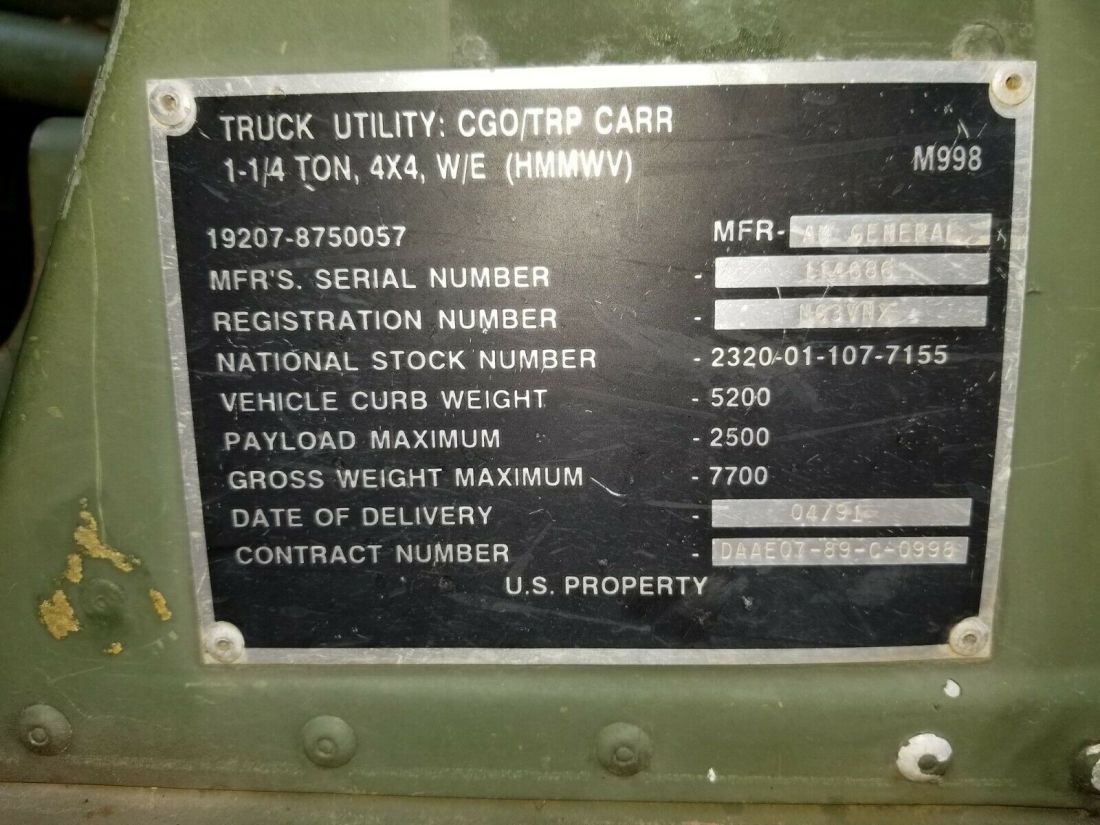 TRUCK UTILITY: CGO/TRP CARR
1-1/4 TON, 4X4, W/E (HMMWV) M998
19207-8750057 MFR- AM GENERAL
MFR'S. SERIAL NUMBER -
REGISTRATION NUMBER -
NATIONAL STOCK NUMBER - 2320-01-107-7155
VEHICLE CURB WEIGHT - 5200
PAYLOAD MAXIMUM - 2500
GROSS WEIGHT MAXIMUM - 7700
DATE OF DELIVERY - 04/91
CONTRACT NUMBER - DAAE07-89-C-0998
U.S. PROPERTY